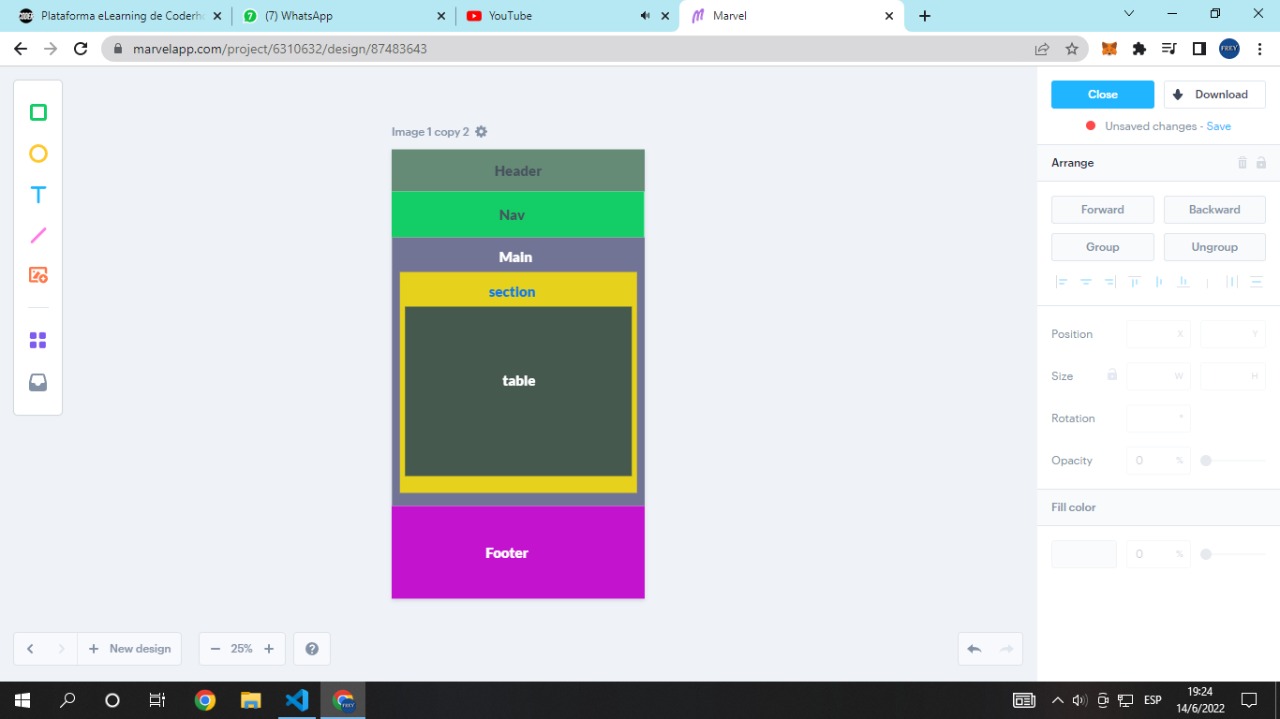 Plataforma eLearning de Coderh
(7) WhatsApp
YouTube
Marvel
marvelapp.com/project/6310632/design/87483643
Close
Download
Unsaved changes - Save
Image 1 copy 2
Arrange
Header
Forward
Backward
Nav
Group
Ungroup
Main
section
Position
X
Y
Size
W
H
table
Rotation
°
Opacity
0
%
Fill color
0
%
Footer
New design
25%
ESP
19:24
14/6/2022